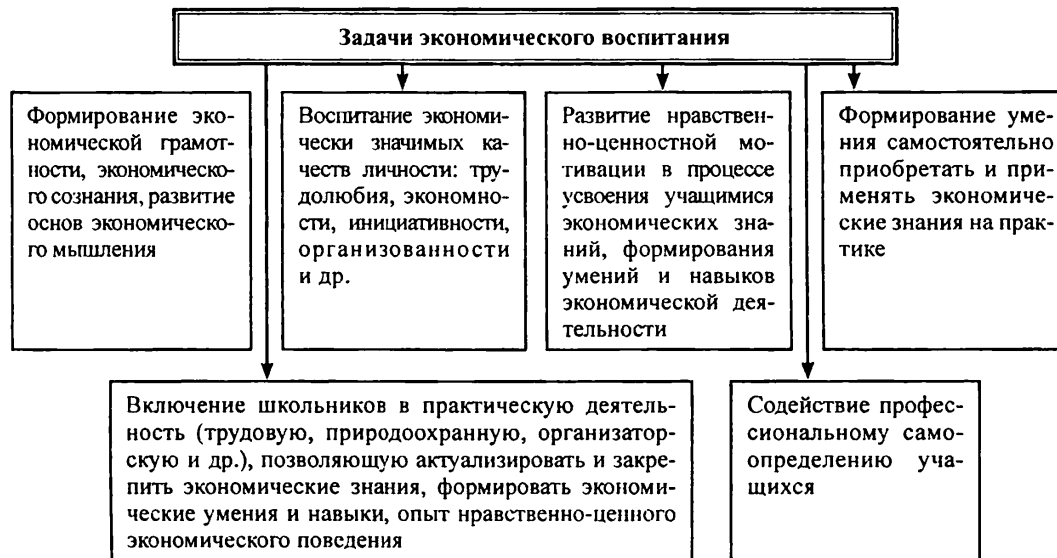 Задачи экономического воспитания
Формирование эко-
номической грамот-
ности, экономическо-
го сознания, развитие
основ экономическо-
го мышления
Воспитание экономи-
чески значимых ка-
честв личности: тру-
долюбия, экономно-
сти, инициативности,
организованности
и др.
Развитие нравствен-
но-ценностной мо-
тивации в процессе
усвоения учащимися
экономических зна-
ний, формирования
умений и навыков
экономической дея-
тельности
Формирование уме-
ния самостоятельно
приобретать и при-
менять экономиче-
ские знания на прак-
тике
Включение школьников в практическую деятель-
ность (трудовую, природоохранную, организатор-
скую и др.), позволяющую актуализировать и закре-
пить экономические знания, формировать экономи-
ческие умения и навыки, опыт нравственно-ценного
экономического поведения
Содействие профес-
сиональному само-
определению уча-
щихся